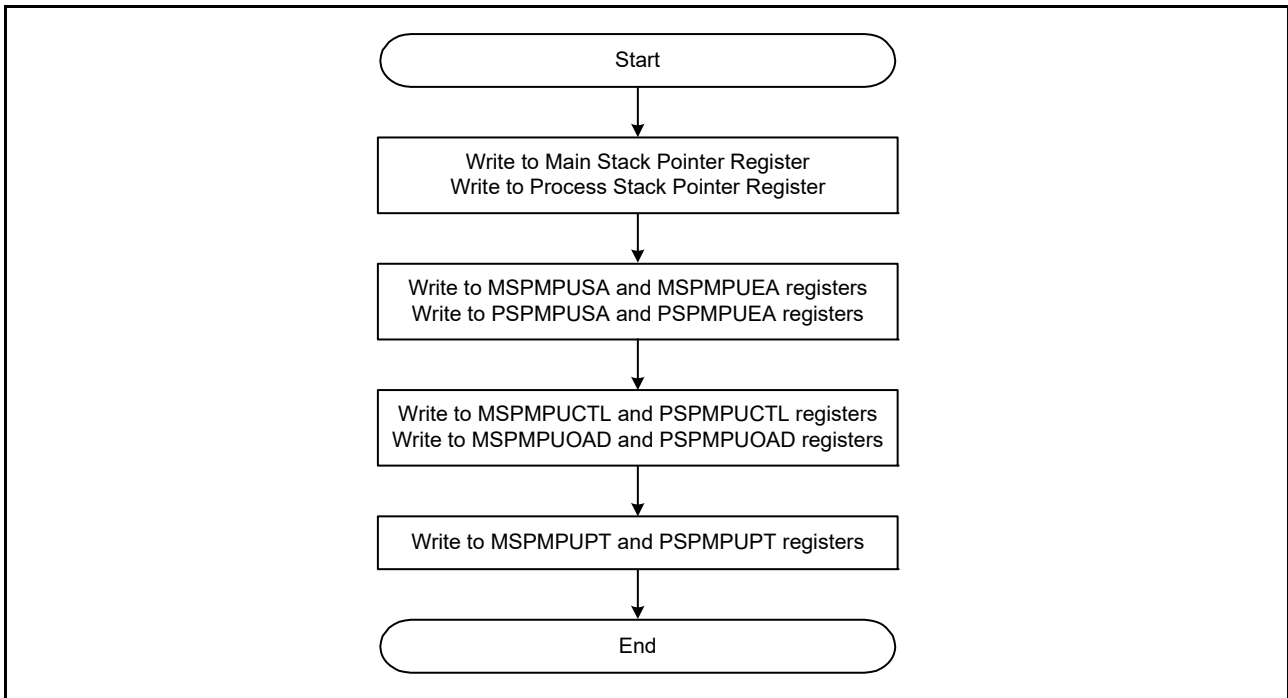 Start
Write to Main Stack Pointer Register
Write to Process Stack Pointer Register
Write to MSPMPUSA and MSPMPUEA registers
Write to PSPMPUSA and PSPMPUEA registers
Write to MSPMPUCTL and PSPMPUCTL registers
Write to MSPMPUOAD and PSPMPUOAD registers
Write to MSPMPUPT and PSPMPUPT registers
End